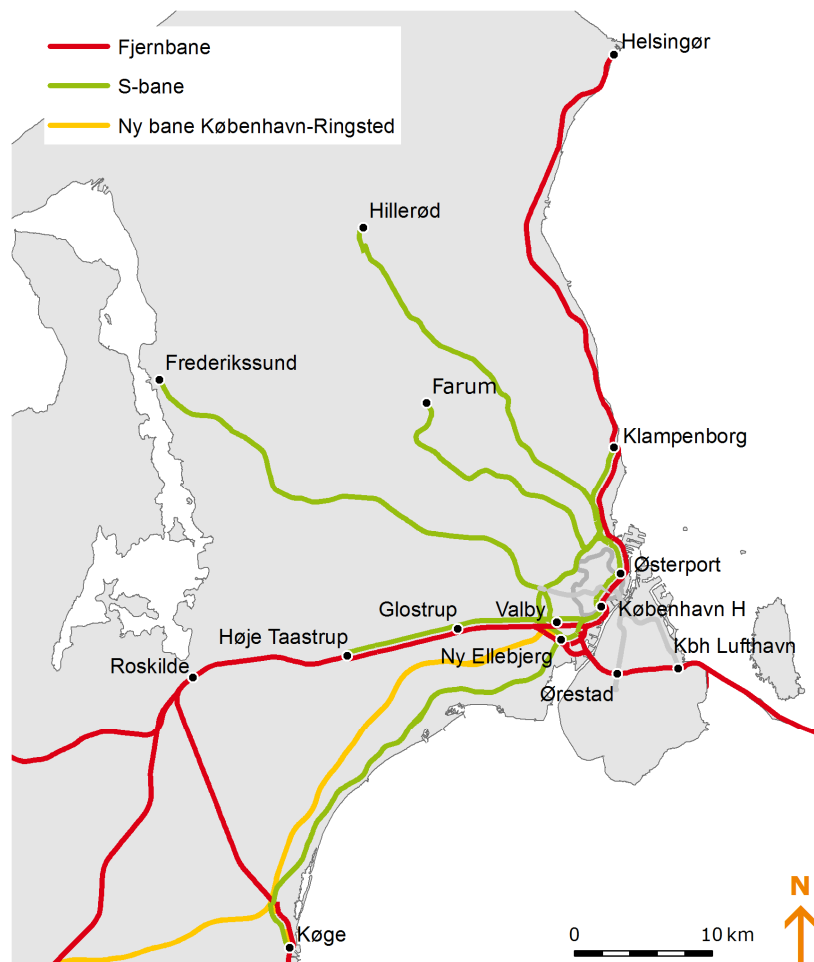 Fjernbane
S-bane
Ny bane København-Ringsted
Helsingør
Hillerød
Frederikssund
Farum
Klampenborg
Østerport
Glostrup
Valby
København H
Høje Taastrup
Ny Ellebjerg
Kbh Lufthavn
Roskilde
Ørestad
N
Køge
0
10 km